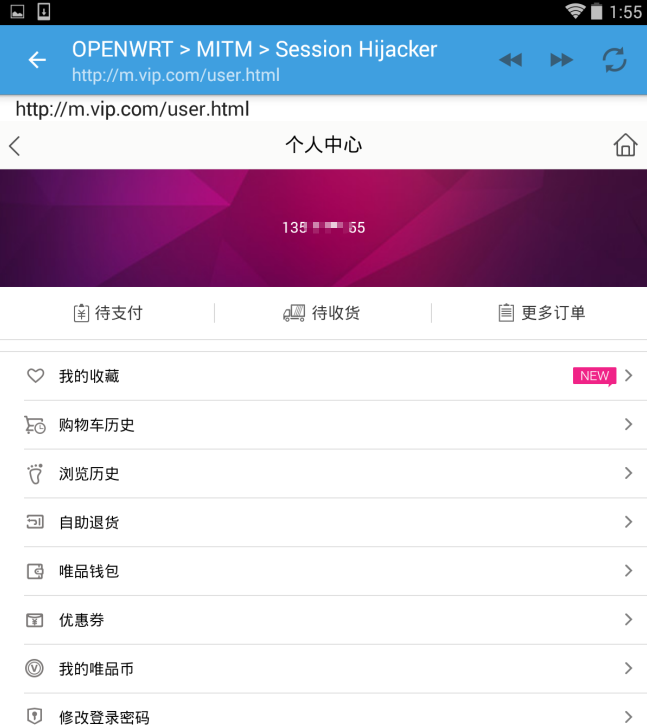 1:55
OPENWRT > MITM > Session Hijacker
http://m.vip.com/user.html
http://m.vip.com/user.html
个人中心
135 55
待支付 待收货 更多订单
我的收藏 NEW
购物车历史
浏览历史
自助退货
唯品钱包
优惠券
我的唯品币
修改登录密码